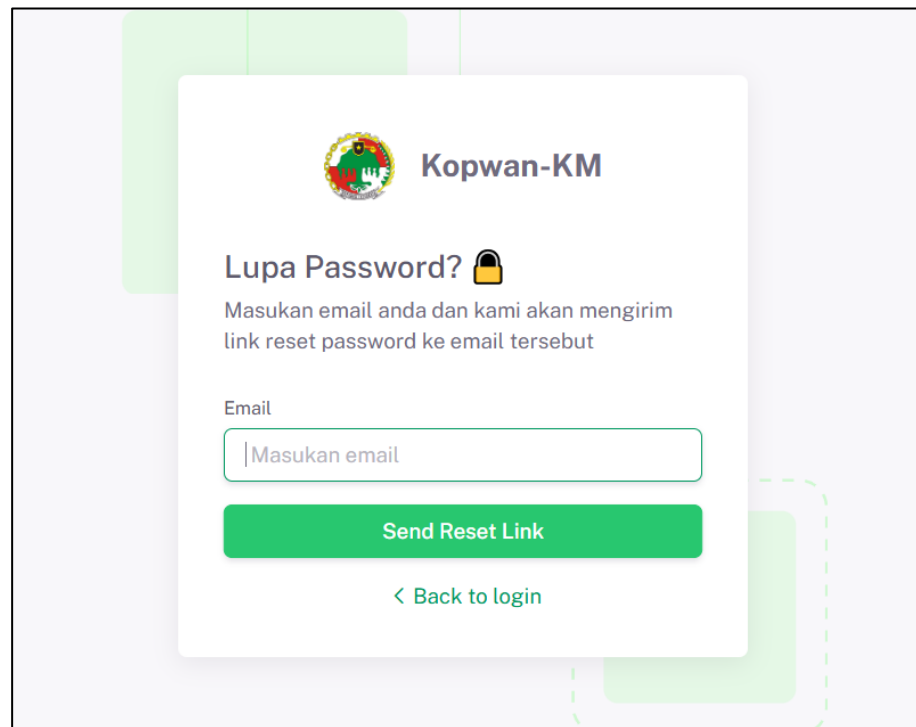 Kopwan-KM
Lupa Password?
Masukan email anda dan kami akan mengirim
link reset password ke email tersebut
Email
Masukan email
Send Reset Link
Back to login